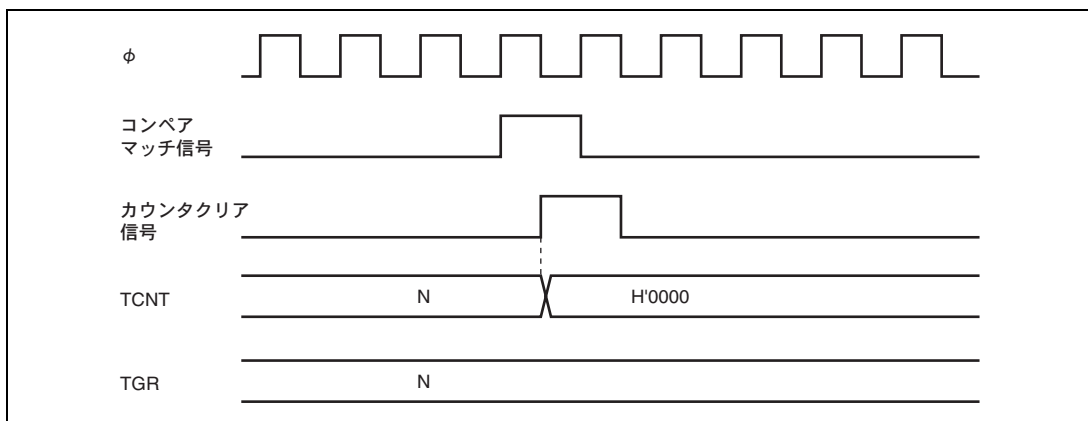 φ
コンペア
マッチ信号
カウンタクリア
信号
TCNT
N
H'0000
TGR
N